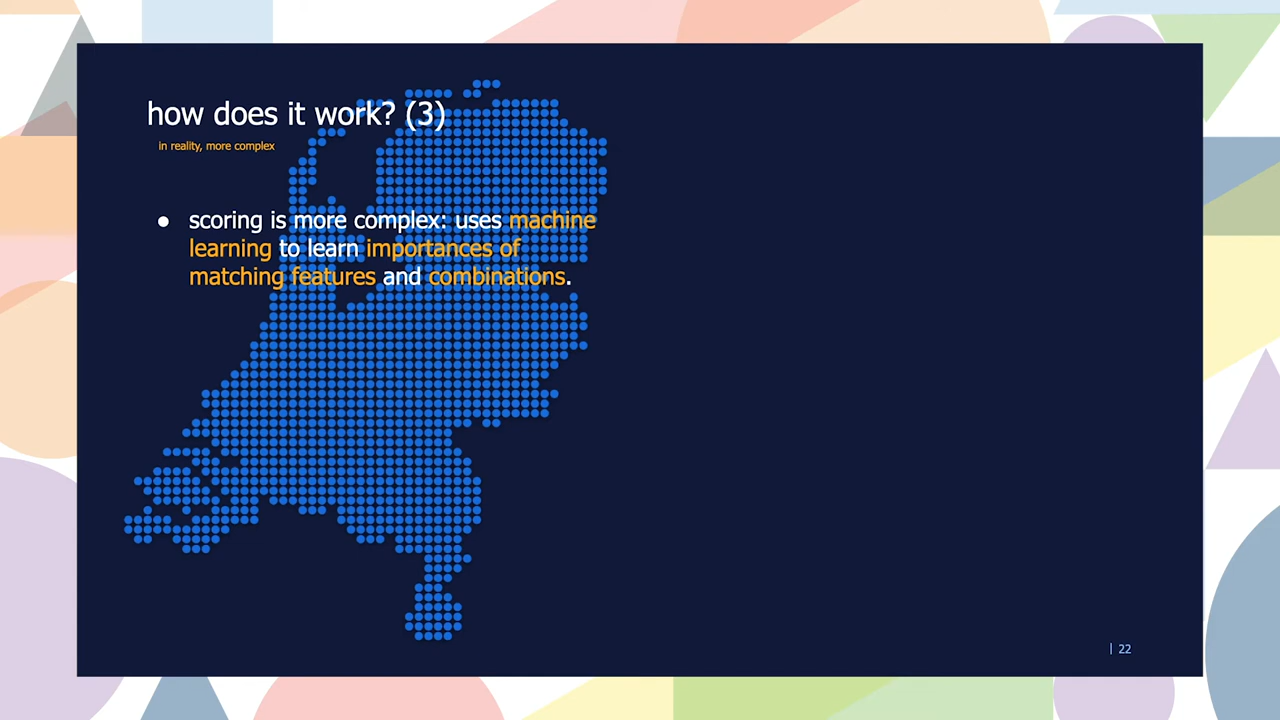 how does it work? (3)
in reality, more complex
● scoring is more complex: uses machine
learning to learn importances of
matching features and combinations.
| 22